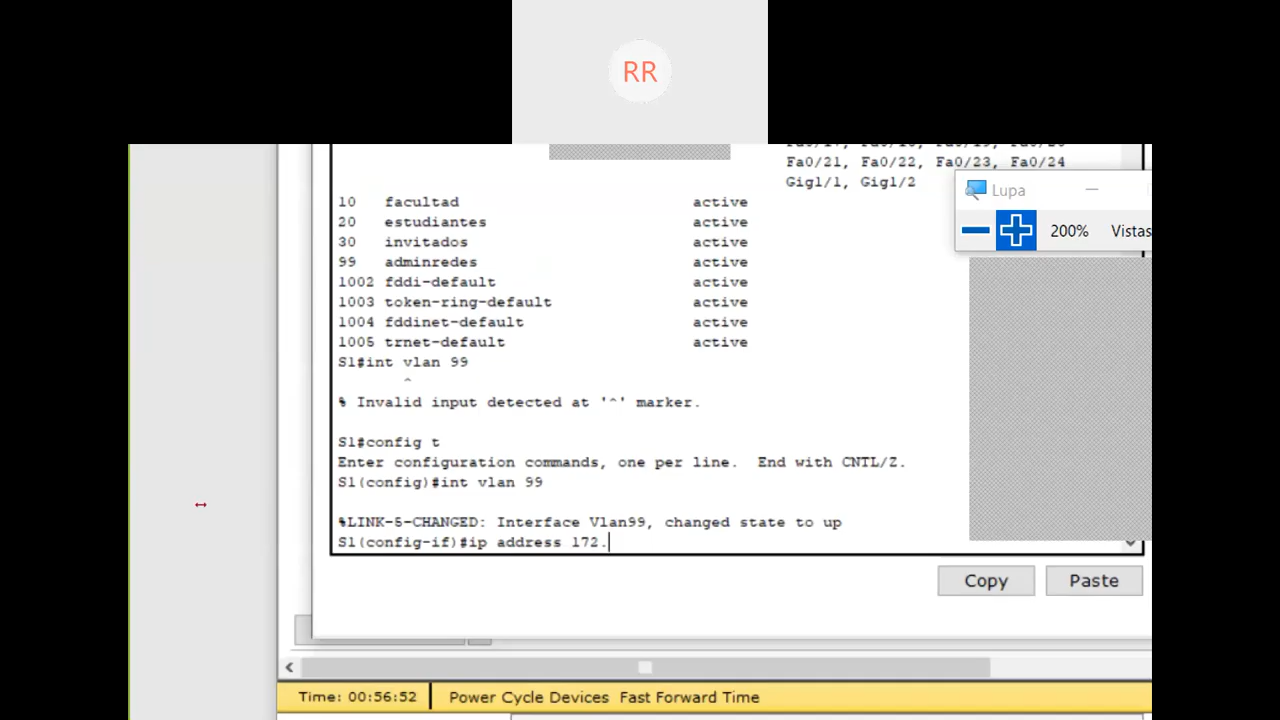 RR
Fa0/21, Fa0/22, Fa0/23, Fa0/24
Gig1/1, Gig1/2
10 facultad active
20 estudiantes active
30 invitados active
99 adminredes active
1002 fddi-default active
1003 token-ring-default active
1004 fddinet-default active
1005 trnet-default active
S1#int vlan 99
^
% Invalid input detected at '^' marker.
S1#config t
Enter configuration commands, one per line. End with CNTL/Z.
S1(config)#int vlan 99
%LINK-5-CHANGED: Interface Vlan99, changed state to up
S1(config-if)#ip address 172.
Lupa
200% Vistas
Copy Paste
Time: 00:56:52 Power Cycle Devices Fast Forward Time